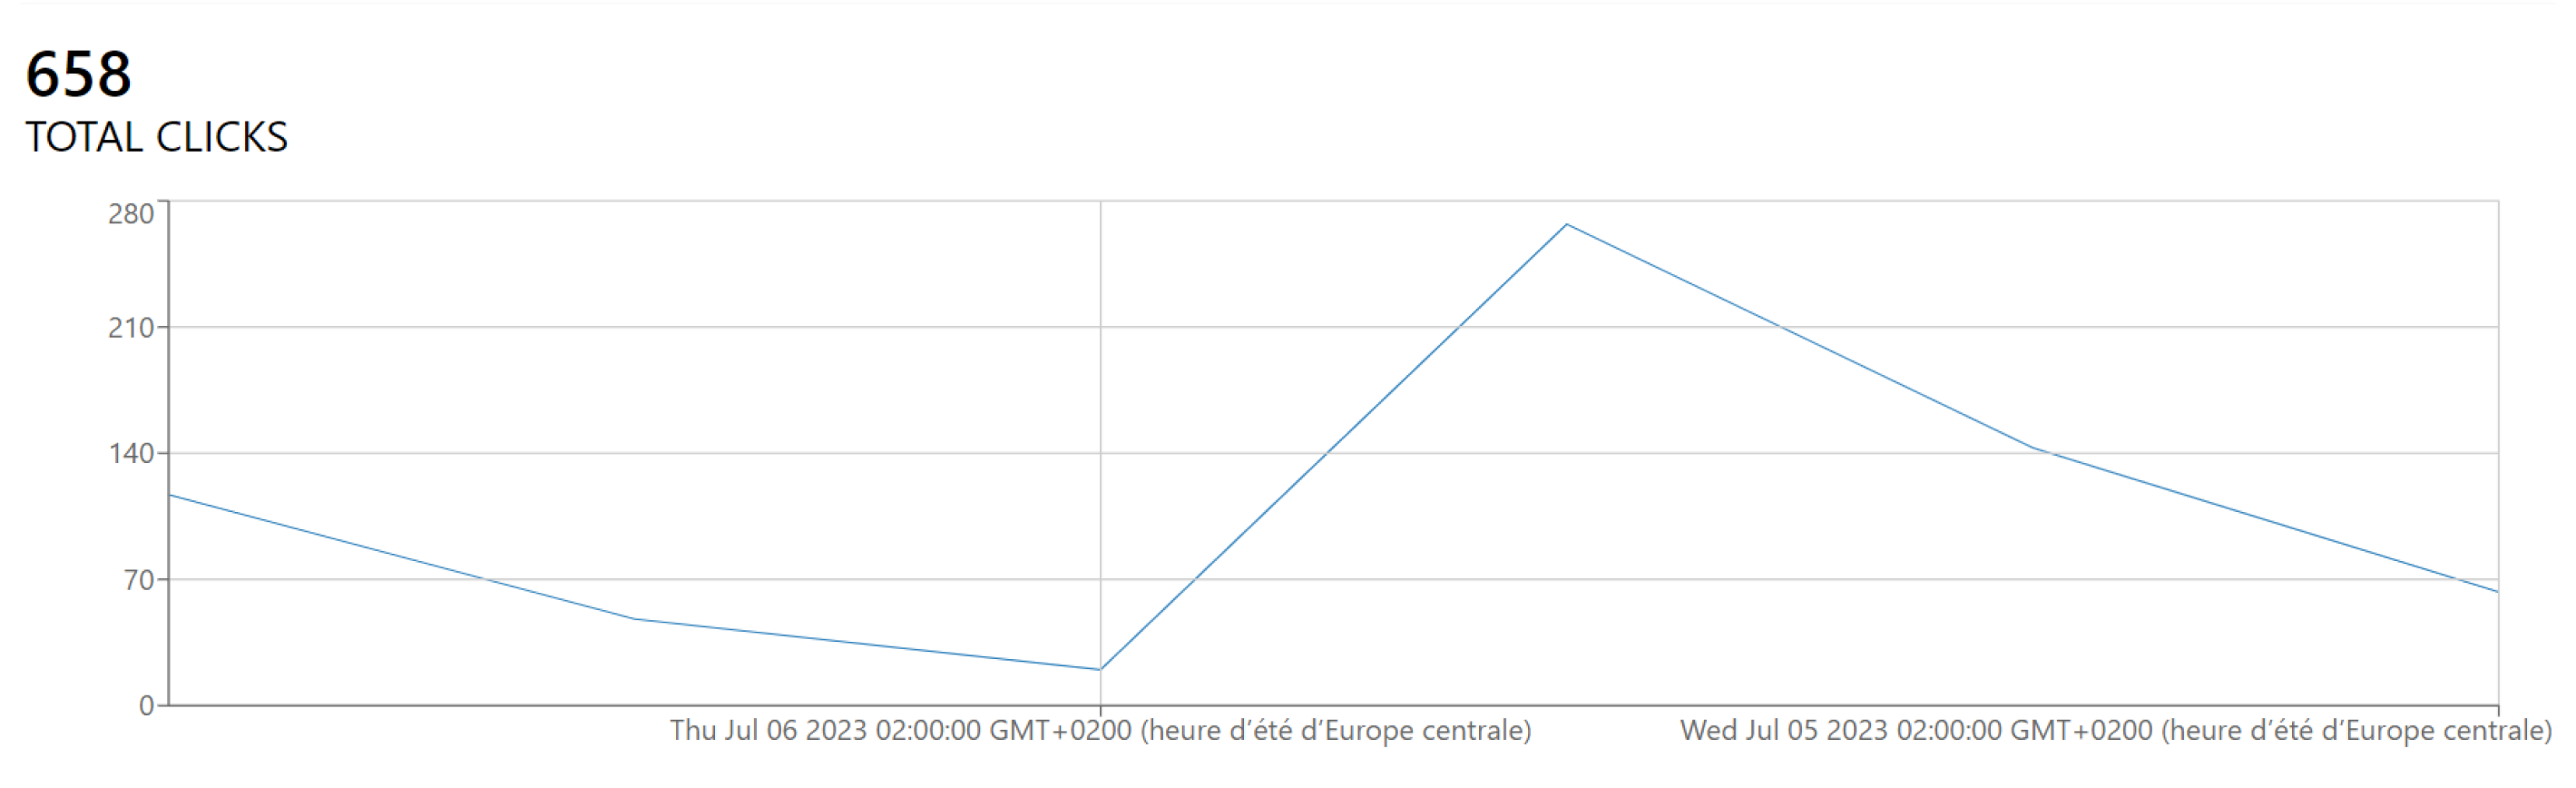 658
TOTAL CLICKS
280
210
140
70
0
Thu Jul 06 2023 02:00:00 GMT+0200 (heure d’été d’Europe centrale)
Wed Jul 05 2023 02:00:00 GMT+0200 (heure d’été d’Europe centrale)